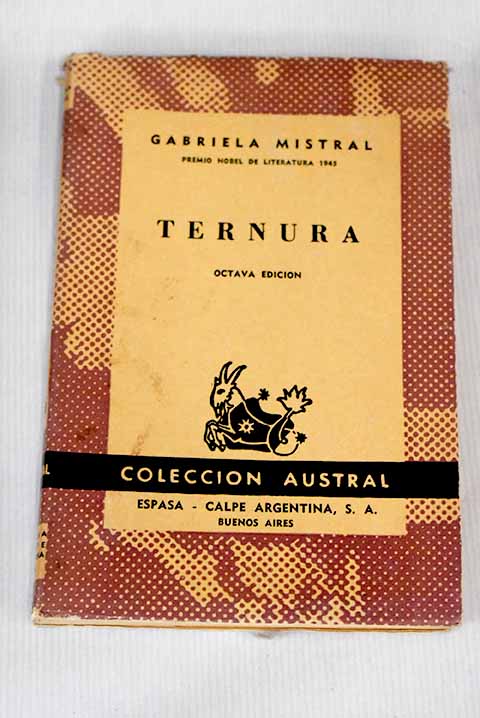 GABRIELA MISTRAL
PREMIO NOBEL DE LITERATURA 1945
TERNURA
OCTAVA EDICION
COLECCION AUSTRAL
ESPASA - CALPE ARGENTINA, S. A.
BUENOS AIRES